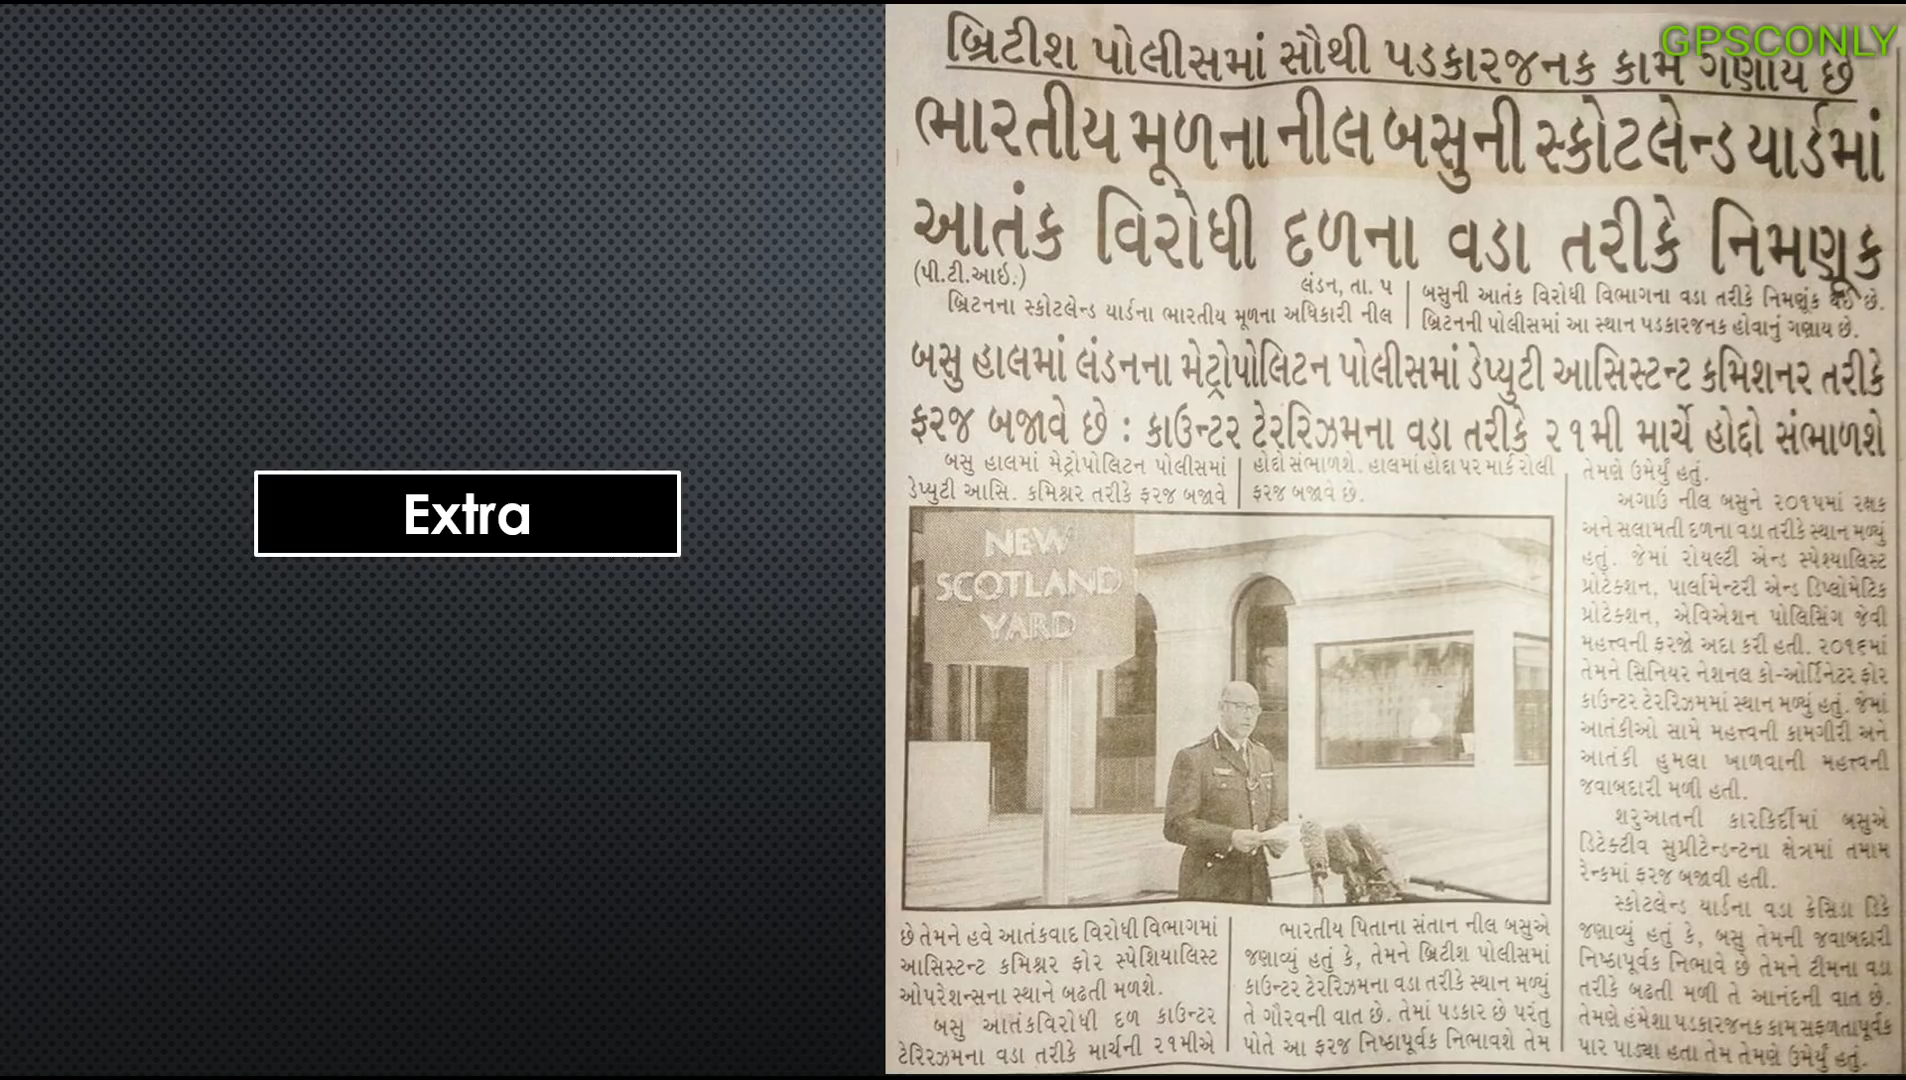 GPSCONLY
Extra
બ્રિટીશ પોલીસમાં સૌથી પડકારજનક કામ ગણાય છે
ભારતીય મૂળના નીલ બસુની સ્કોટલેન્ડ યાર્ડમાં
આતંક વિરોધી દળના વડા તરીકે નિમણૂક
(પી.ટી.આઇ.)
લંડન, તા. ૫
બ્રિટનના સ્કોટલેન્ડ યાર્ડના ભારતીય મૂળના અધિકારી નીલ
બસુની આતંક વિરોધી વિભાગના વડા તરીકે નિમણૂંક થઈ છે.
બ્રિટનની પોલીસમાં આ સ્થાન પડકારજનક હોવાનું ગણાય છે.
બસુ હાલમાં લંડનના મેટ્રોપોલિટન પોલીસમાં ડેપ્યુટી આસિસ્ટન્ટ કમિશનર તરીકે
ફરજ બજાવે છે : કાઉન્ટર ટેરરિઝમના વડા તરીકે ૨૧મી માર્ચે હોદ્દો સંભાળશે
બસુ હાલમાં મેટ્રોપોલિટન પોલીસમાં
ડેપ્યુટી આસિ. કમિશ્નર તરીકે ફરજ બજાવે
NEW
SCOTLAND
YARD
છે તેમને હવે આતંકવાદ વિરોધી વિભાગમાં
આસિસ્ટન્ટ કમિશ્નર ફોર સ્પેશિયાલિસ્ટ
ઓપરેશન્સના સ્થાને બઢતી મળશે.
બસુ આતંકવિરોધી દળ કાઉન્ટર
ટેરિરઝમના વડા તરીકે માર્ચની ૨૧મીએ
હોદ્દો સંભાળશે. હાલમાં હોદ્દા પર માર્ક રોલી
ફરજ બજાવે છે.
ભારતીય પિતાના સંતાન નીલ બસુએ
જણાવ્યું હતું કે, તેમને બ્રિટીશ પોલીસમાં
કાઉન્ટર ટેરરિઝમના વડા તરીકે સ્થાન મળ્યું
તે ગૌરવની વાત છે. તેમાં પડકાર છે પરંતુ
પોતે આ ફરજ નિષ્ઠાપૂર્વક નિભાવશે તેમ
તેમણે ઉમેર્યું હતું.
અગાઉ નીલ બસુને ૨૦૧૫માં રક્ષક
અને સલામતી દળના વડા તરીકે સ્થાન મળ્યું
હતું. જેમાં રોયલ્ટી એન્ડ સ્પેશ્યાલિસ્ટ
પ્રોટેક્શન, પાર્લામેન્ટરી એન્ડ ડિપ્લોમેટિક
પ્રોટેક્શન, એવિએશન પોલિસિંગ જેવી
મહત્ત્વની ફરજો અદા કરી હતી. ૨૦૧૬માં
તેમને સિનિયર નેશનલ કો-ઓર્ડિનેટર ફોર
કાઉન્ટર ટેરરિઝમમાં સ્થાન મળ્યું હતું. જેમાં
આતંકીઓ સામે મહત્ત્વની કામગીરી અને
આતંકી હુમલા ખાળવાની મહત્ત્વની
જવાબદારી મળી હતી.
શરુઆતની કારકિર્દીમાં બસુએ
ડિટેક્ટીવ સુપ્રીટેન્ડન્ટના ક્ષેત્રમાં તમામ
રેન્કમાં ફરજ બજાવી હતી.
સ્કોટલેન્ડ યાર્ડના વડા કેસિડા ડિકે
જણાવ્યું હતું કે, બસુ તેમની જવાબદારી
નિષ્ઠાપૂર્વક નિભાવે છે તેમને ટીમના વડા
તરીકે બઢતી મળી તે આનંદની વાત છે.
તેમણે હંમેશા પડકારજનક કામ સફળતાપૂર્વક
પાર પાડ્યા હતા તેમ તેમણે ઉમેર્યું હતું.